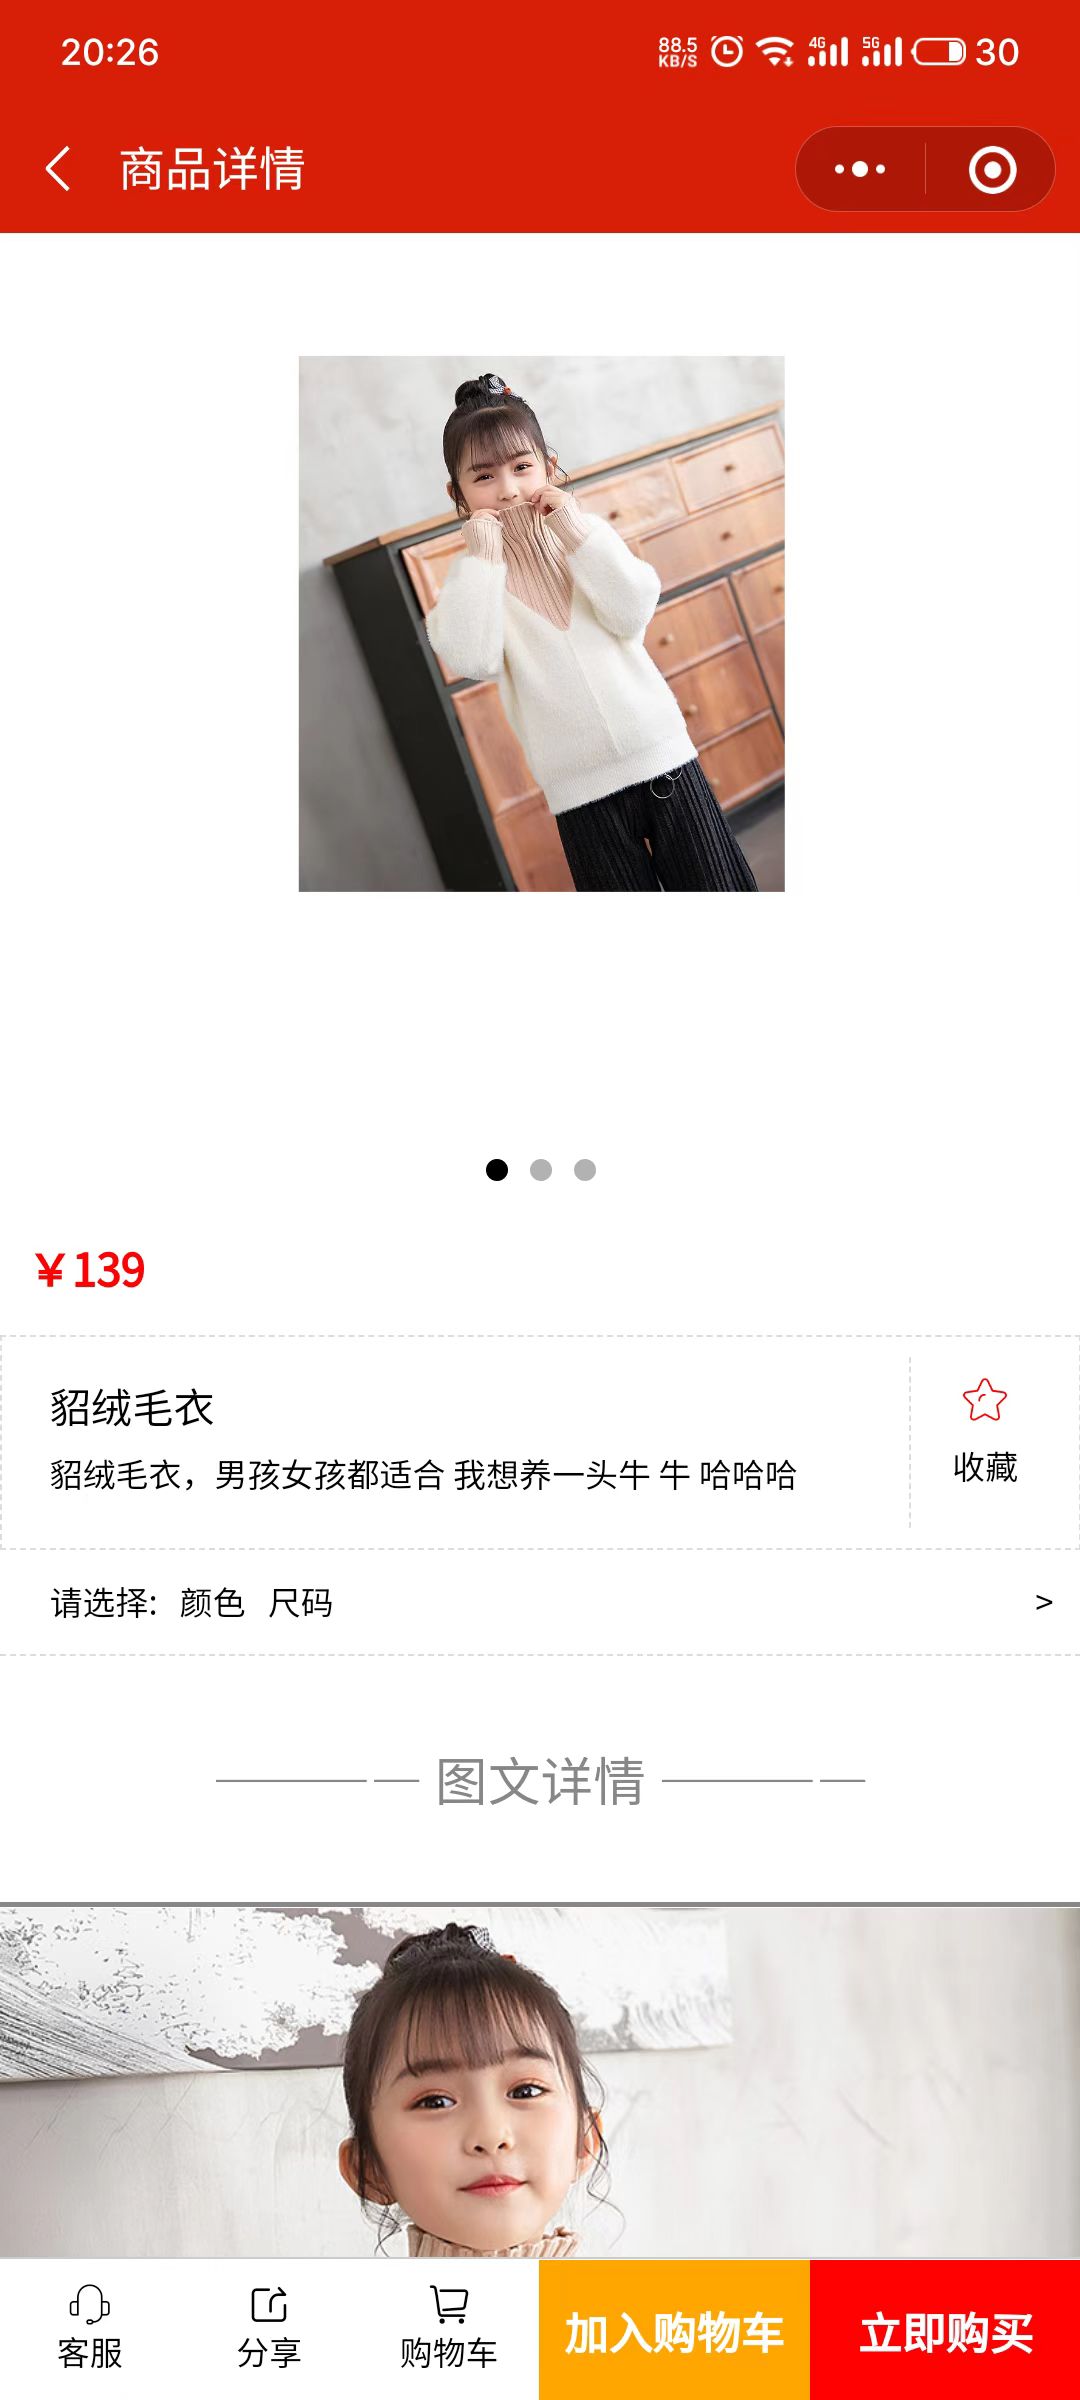 20:26
88.5
KB/S
4G
5G
30
商品详情
￥139
貂绒毛衣
貂绒毛衣，男孩女孩都适合 我想养一头牛 牛 哈哈哈
收藏
请选择: 颜色 尺码 >
图文详情
客服
分享
购物车
加入购物车
立即购买